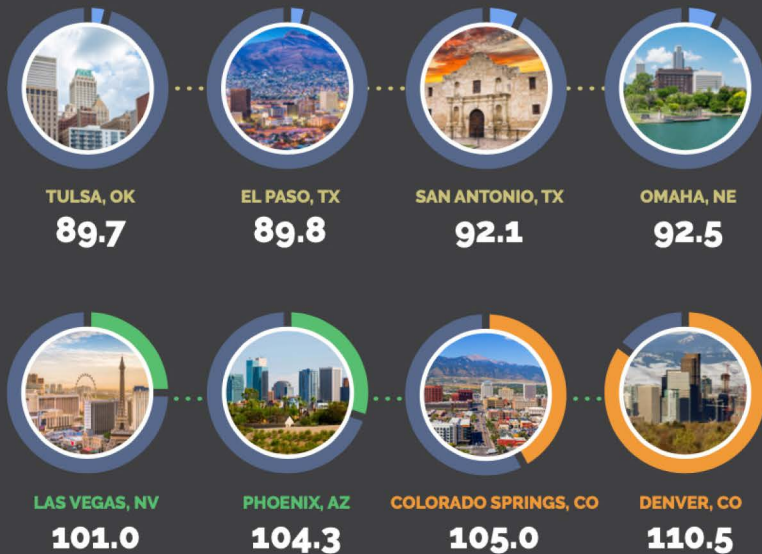 TULSA, OK
89.7
EL PASO, TX
89.8
SAN ANTONIO, TX
92.1
OMAHA, NE
92.5
LAS VEGAS, NV
101.0
PHOENIX, AZ
104.3
COLORADO SPRINGS, CO
105.0
DENVER, CO
110.5